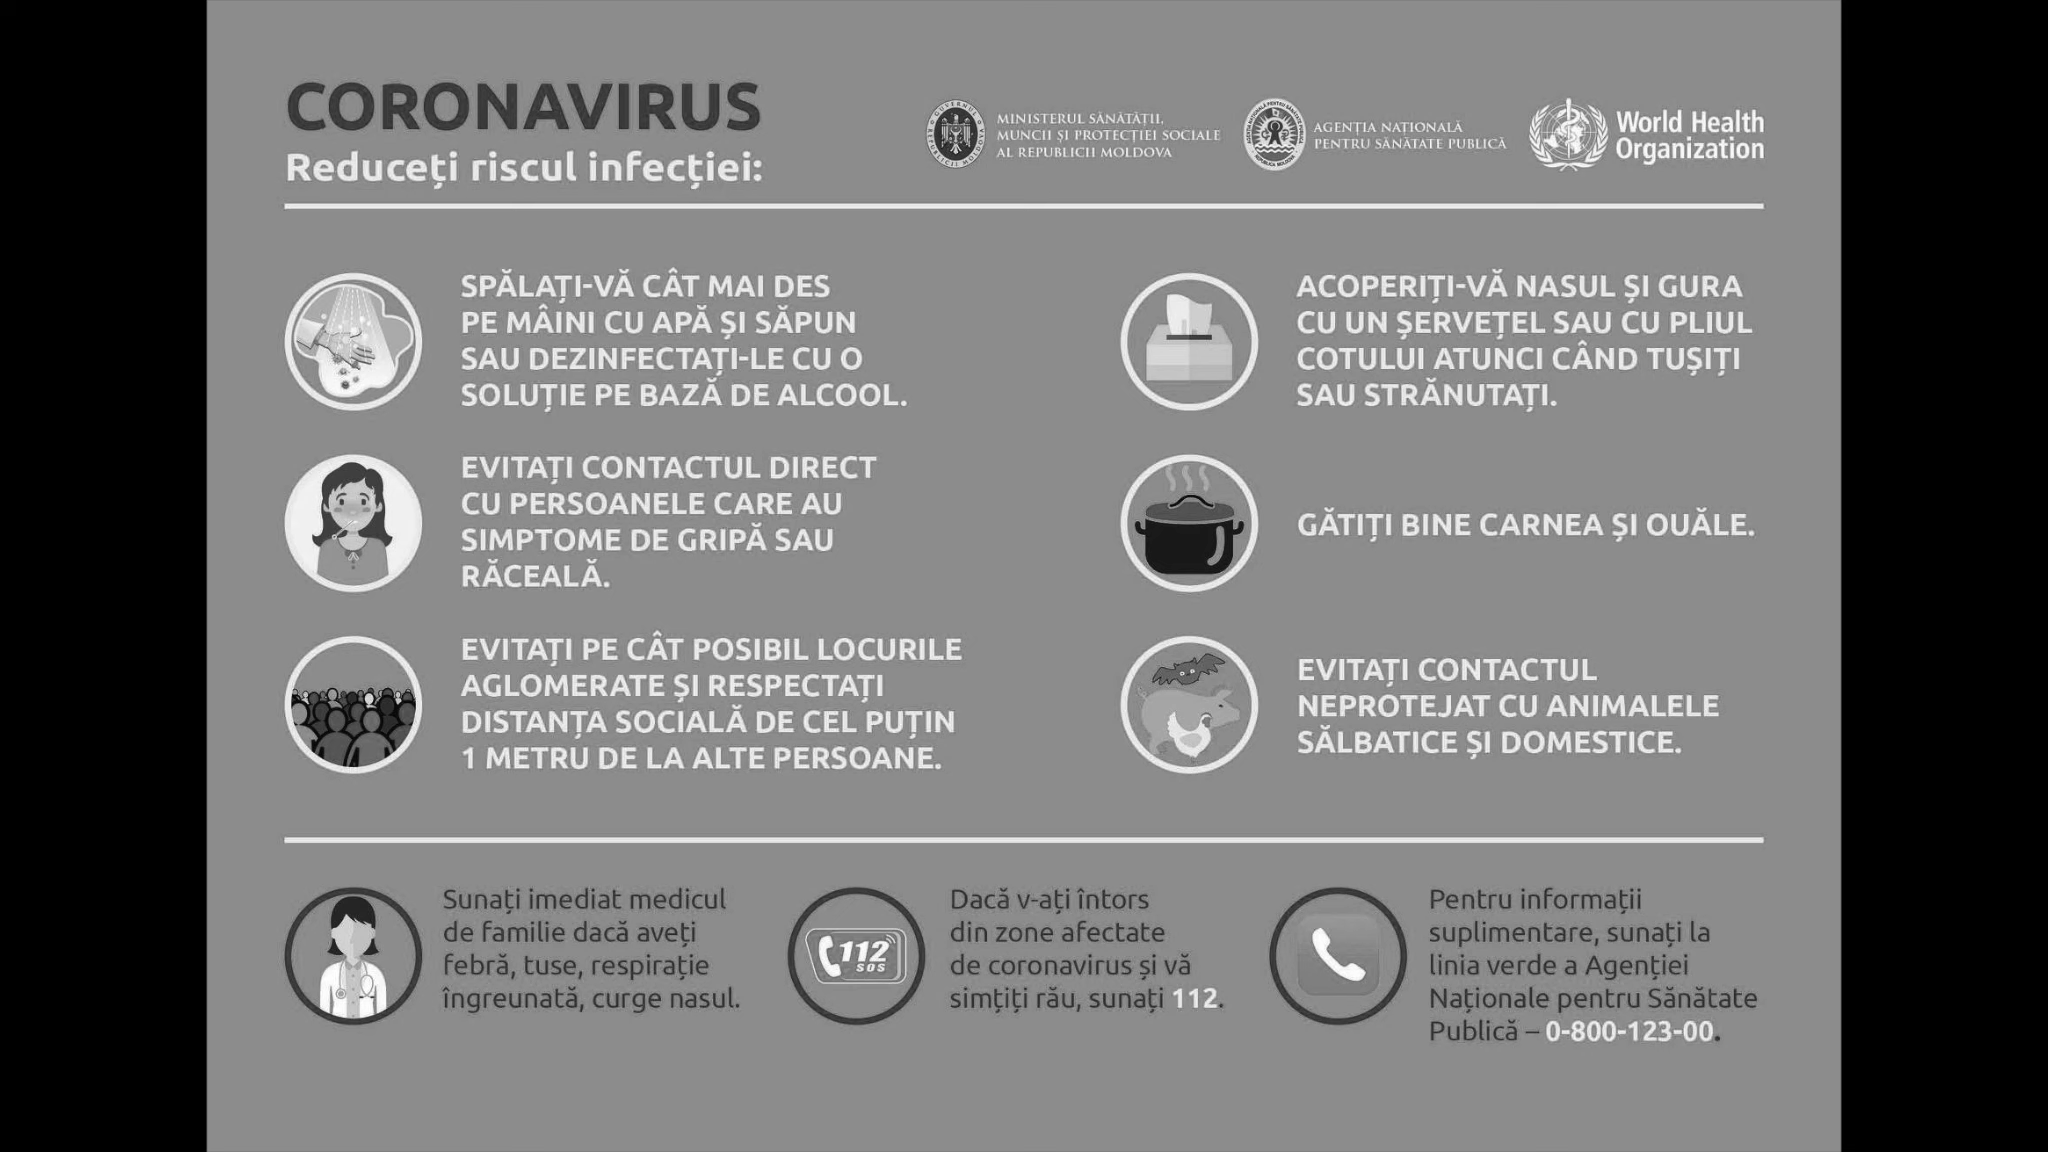 CORONAVIRUS
Reduceți riscul infecției:
MINISTERUL SĂNĂTĂȚII,
MUNCII ȘI PROTECȚIEI SOCIALE
AL REPUBLICII MOLDOVA
AGENȚIA NAȚIONALĂ
PENTRU SĂNĂTATE PUBLICĂ
World Health
Organization
SPĂLAȚI-VĂ CÂT MAI DES
PE MÂINI CU APĂ ȘI SĂPUN
SAU DEZINFECTAȚI-LE CU O
SOLUȚIE PE BAZĂ DE ALCOOL.
ACOPERIȚI-VĂ NASUL ȘI GURA
CU UN ȘERVEȚEL SAU CU PLIUL
COTULUI ATUNCI CÂND TUȘIȚI
SAU STRĂNUTAȚI.
EVITAȚI CONTACTUL DIRECT
CU PERSOANELE CARE AU
SIMPTOME DE GRIPĂ SAU
RĂCEALĂ.
GĂTIȚI BINE CARNEA ȘI OUĂLE.
EVITAȚI PE CÂT POSIBIL LOCURILE
AGLOMERATE ȘI RESPECTAȚI
DISTANȚA SOCIALĂ DE CEL PUȚIN
1 METRU DE LA ALTE PERSOANE.
EVITAȚI CONTACTUL
NEPROTEJAT CU ANIMALELE
SĂLBATICE ȘI DOMESTICE.
Sunați imediat medicul
de familie dacă aveți
febră, tuse, respirație
îngreunată, curge nasul.
112
SOS
Dacă v-ați întors
din zone afectate
de coronavirus și vă
simțiți rău, sunați 112.
Pentru informații
suplimentare, sunați la
linia verde a Agenției
Naționale pentru Sănătate
Publică – 0-800-123-00.